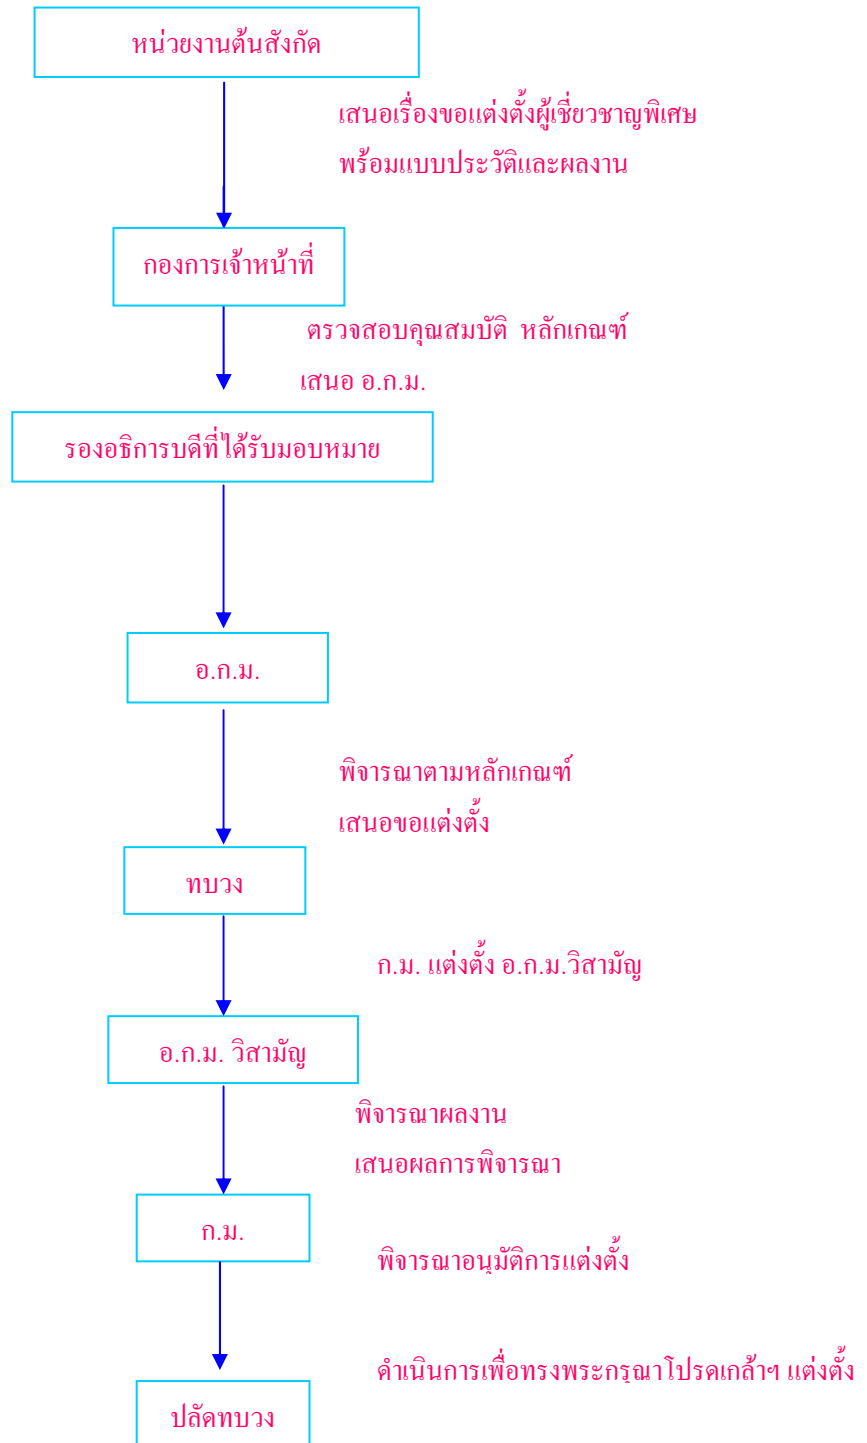 หน่วยงานต้นสังกัด
เสนอเรื่องขอแต่งตั้งผู้เชี่ยวชาญพิเศษ
พร้อมแบบประวัติและผลงาน
กองการเจ้าหน้าที่
ตรวจสอบคุณสมบัติ หลักเกณฑ์
เสนอ อ.ก.ม.
รองอธิการบดีที่ได้รับมอบหมาย
อ.ก.ม.
พิจารณาตามหลักเกณฑ์
เสนอขอแต่งตั้ง
ทบวง
ก.ม. แต่งตั้ง อ.ก.ม.วิสามัญ
อ.ก.ม. วิสามัญ
พิจารณาผลงาน
เสนอผลการพิจารณา
ก.ม.
พิจารณาอนุมัติการแต่งตั้ง
ดำเนินการเพื่อทรงพระกรุณาโปรดเกล้าฯ แต่งตั้ง
ปลัดทบวง